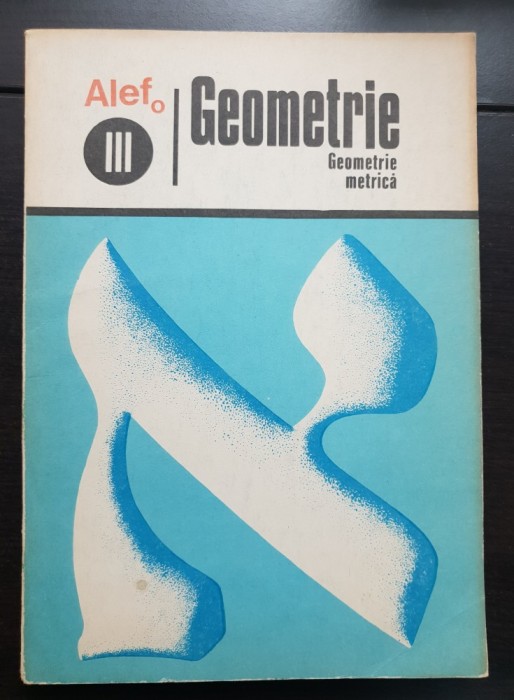 Alef₀
III
Geometrie
Geometrie
metrică
א